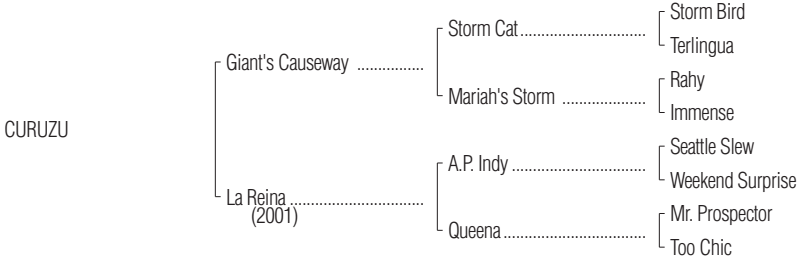 Storm Bird
Storm Cat..............................
Terlingua
Giant's Causeway ................
Rahy
Mariah's Storm ....................
Immense
CURUZU
Seattle Slew
A.P. Indy ................................
Weekend Surprise
La Reina ................................
(2001)
Mr. Prospector
Queena..................................
Too Chic